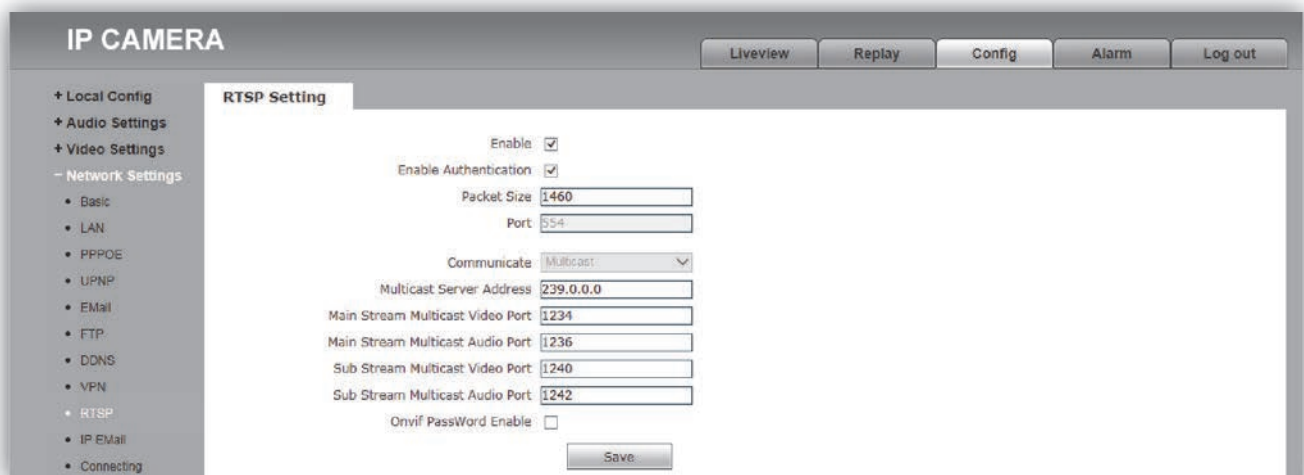 IP CAMERA
Liveview Replay Config Alarm Log out
+ Local Config
+ Audio Settings
+ Video Settings
− Network Settings
• Basic
• LAN
• PPPOE
• UPNP
• EMail
• FTP
• DDNS
• VPN
• RTSP
• IP EMail
• Connecting
RTSP Setting
Enable
Enable Authentication
Packet Size 1460
Port 554
Communicate Multicast
Multicast Server Address 239.0.0.0
Main Stream Multicast Video Port 1234
Main Stream Multicast Audio Port 1236
Sub Stream Multicast Video Port 1240
Sub Stream Multicast Audio Port 1242
Onvif PassWord Enable
Save